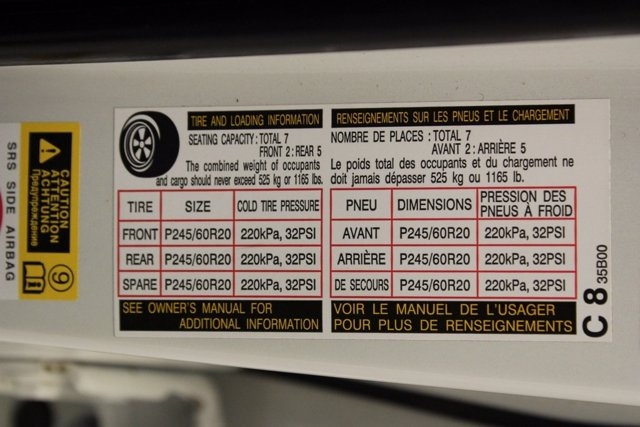 SRS SIDE AIRBAG
CAUTION
ATTENTION
ACHTUNG
Предупреждение
9
TIRE AND LOADING INFORMATION
SEATING CAPACITY: TOTAL 7
FRONT 2: REAR 5
The combined weight of occupants
and cargo should never exceed 525 kg or 1165 lbs.
TIRE SIZE COLD TIRE PRESSURE
FRONT P245/60R20 220kPa, 32PSI
REAR P245/60R20 220kPa, 32PSI
SPARE P245/60R20 220kPa, 32PSI
SEE OWNER'S MANUAL FOR
ADDITIONAL INFORMATION
RENSEIGNEMENTS SUR LES PNEUS ET LE CHARGEMENT
NOMBRE DE PLACES : TOTAL 7
AVANT 2: ARRIÈRE 5
Le poids total des occupants et du chargement ne
doit jamais dépasser 525 kg ou 1165 lb.
PNEU DIMENSIONS PRESSION DES
PNEUS À FROID
AVANT P245/60R20 220kPa, 32PSI
ARRIÈRE P245/60R20 220kPa, 32PSI
DE SECOURS P245/60R20 220kPa, 32PSI
VOIR LE MANUEL DE L'USAGER
POUR PLUS DE RENSEIGNEMENTS
C 8
35B00